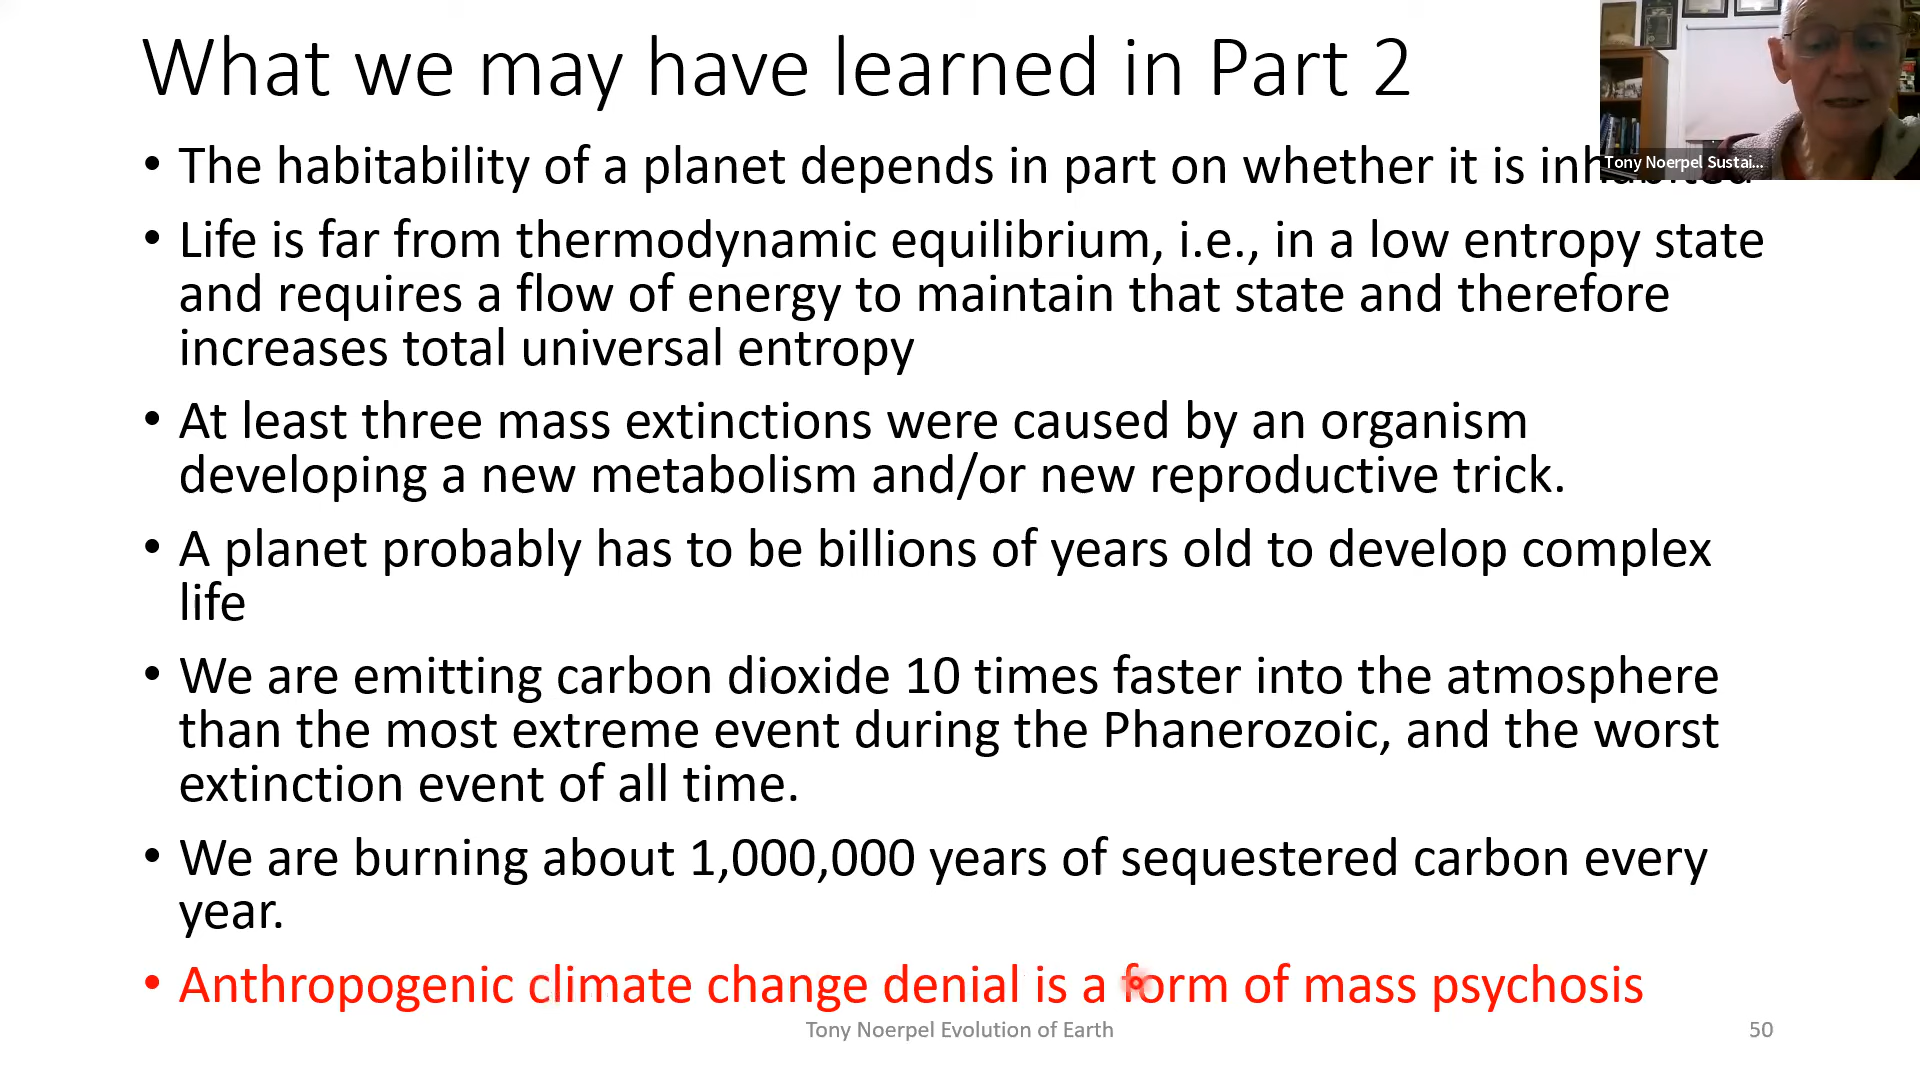 What we may have learned in Part 2
• The habitability of a planet depends in part on whether it is inhabited
Tony Noerpel Sustai...
• Life is far from thermodynamic equilibrium, i.e., in a low entropy state
and requires a flow of energy to maintain that state and therefore
increases total universal entropy
• At least three mass extinctions were caused by an organism
developing a new metabolism and/or new reproductive trick.
• A planet probably has to be billions of years old to develop complex
life
• We are emitting carbon dioxide 10 times faster into the atmosphere
than the most extreme event during the Phanerozoic, and the worst
extinction event of all time.
• We are burning about 1,000,000 years of sequestered carbon every
year.
• Anthropogenic climate change denial is a form of mass psychosis
Tony Noerpel Evolution of Earth
50